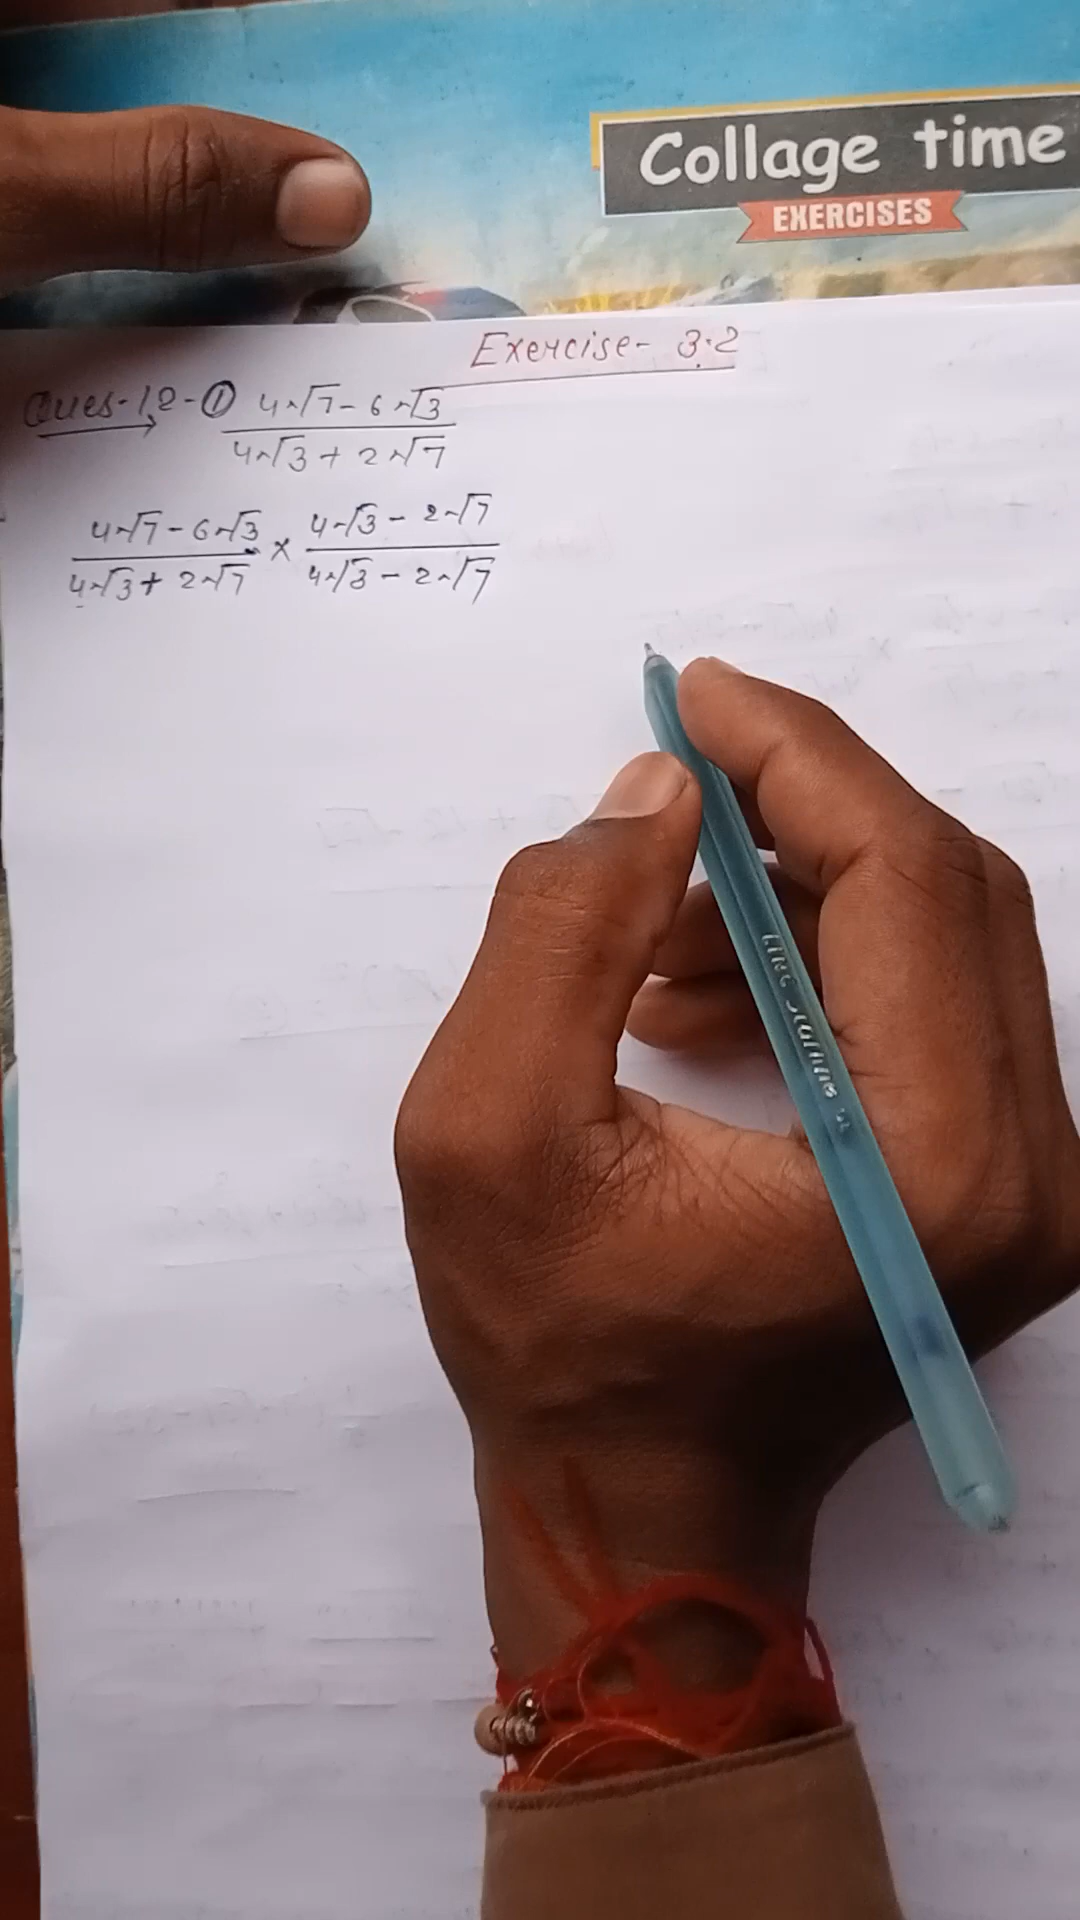 Collage time
EXERCISES
Exercise- 3.2
Ques-12-① 4√7-6√3
4√3+2√7
4√7-6√3 × 4√3-2√7
4√3+2√7 4√3-2√7